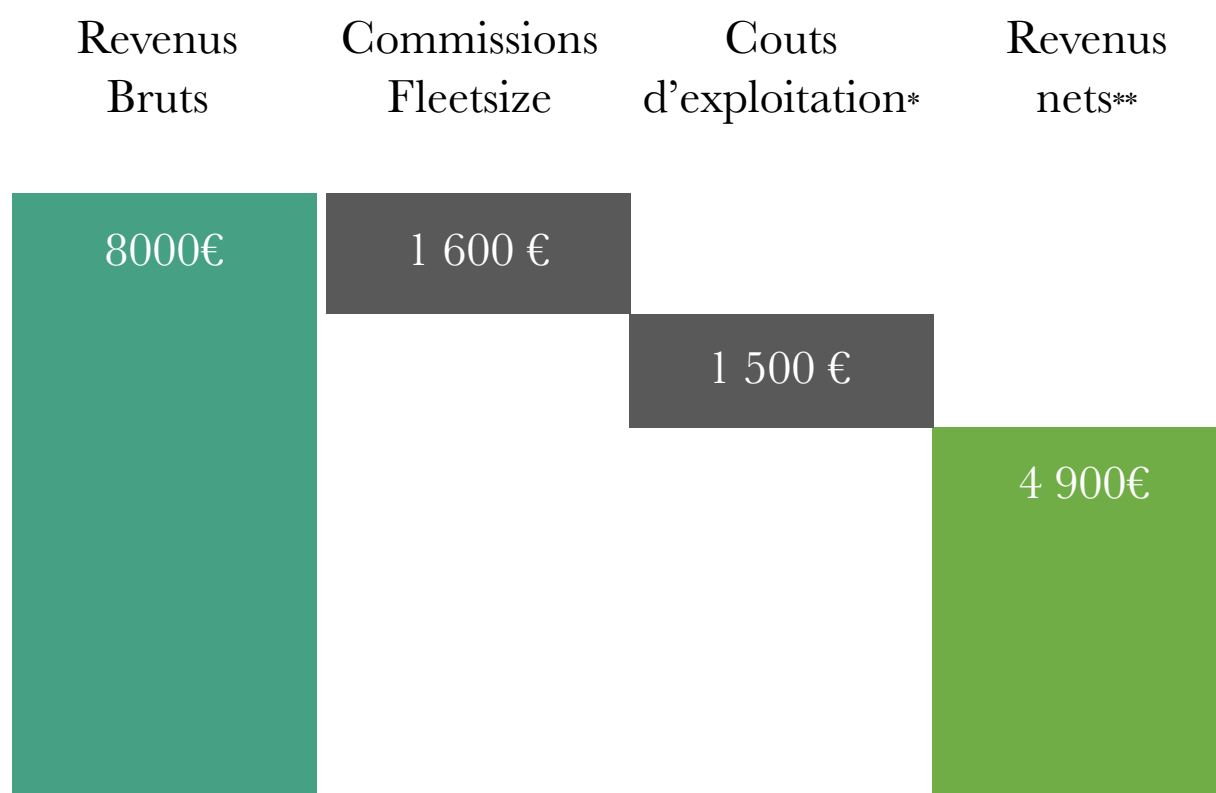 Revenus
Bruts
Commissions
Fleetsize
Couts
d’exploitation*
Revenus
nets**
8000€
1 600 €
1 500 €
4 900€